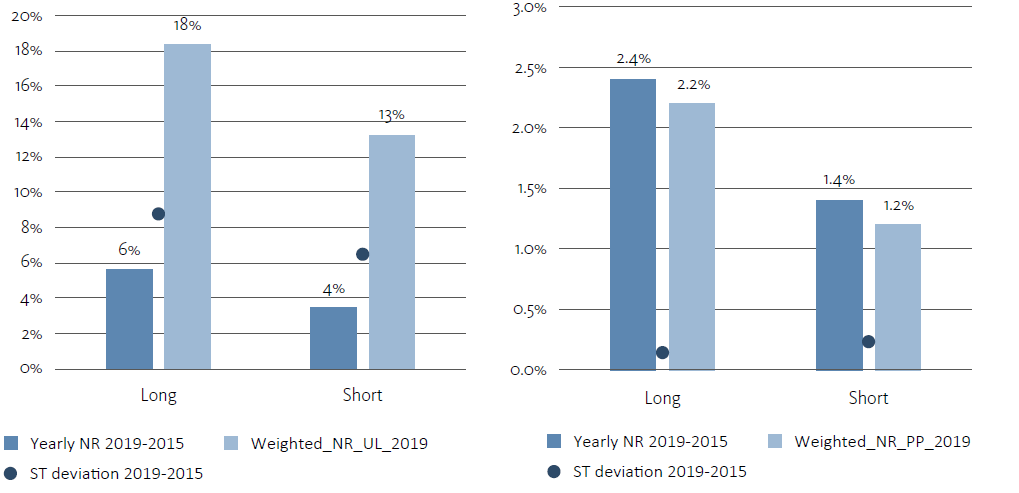 20%
18%
16%
14%
12%
10%
8%
6%
4%
2%
0%
18%
13%
6%
4%
Long
Short
Yearly NR 2019-2015
Weighted_NR_UL_2019
ST deviation 2019-2015
3.0%
2.5%
2.0%
1.5%
1.0%
0.5%
0.0%
2.4%
2.2%
1.4%
1.2%
Long
Short
Yearly NR 2019-2015
Weighted_NR_PP_2019
ST deviation 2019-2015